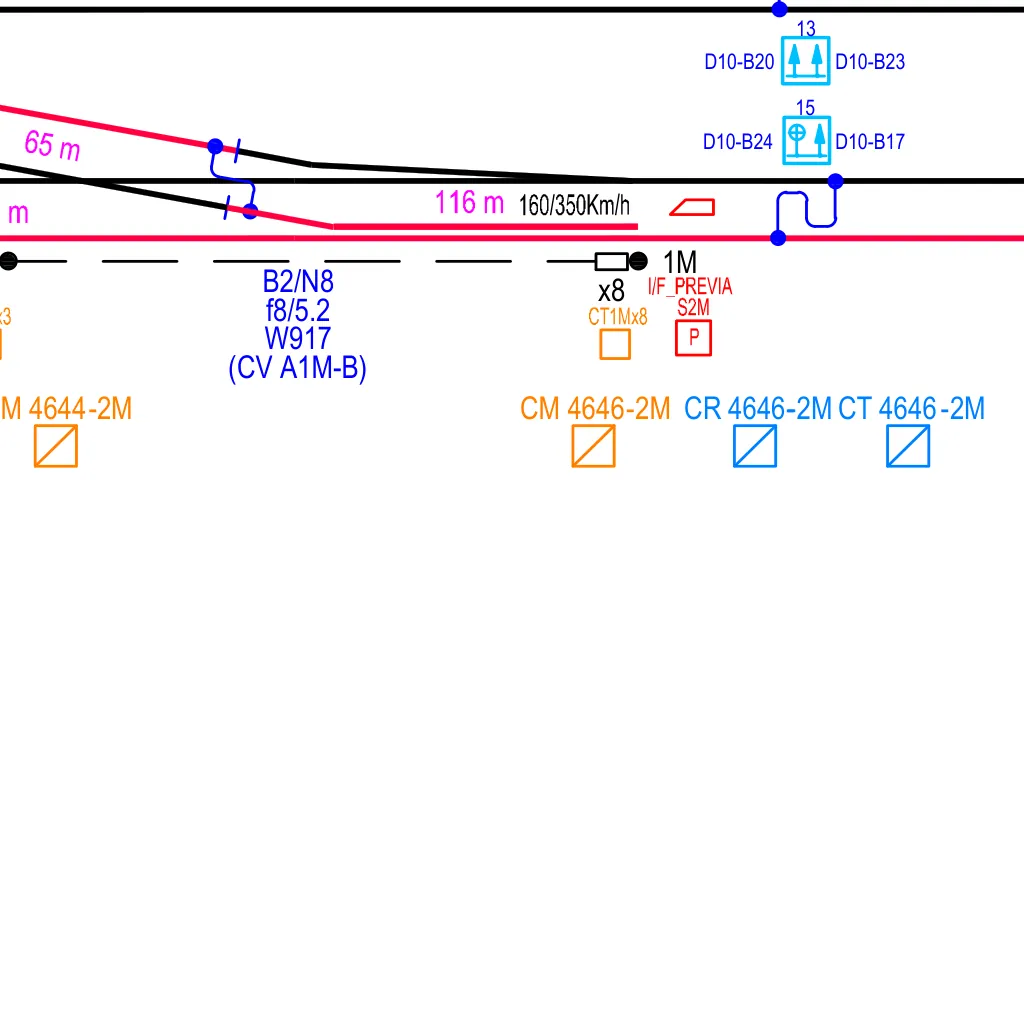 13
D10-B20
D10-B23
15
D10-B24
D10-B17
65 m
m
116 m
160/350Km/h
1M
x8
I/F_PREVIA
S2M
P
CT1Mx8
x3
B2/N8
f8/5.2
W917
(CV A1M-B)
M 4644-2M
CM 4646-2M
CR 4646-2M
CT 4646-2M